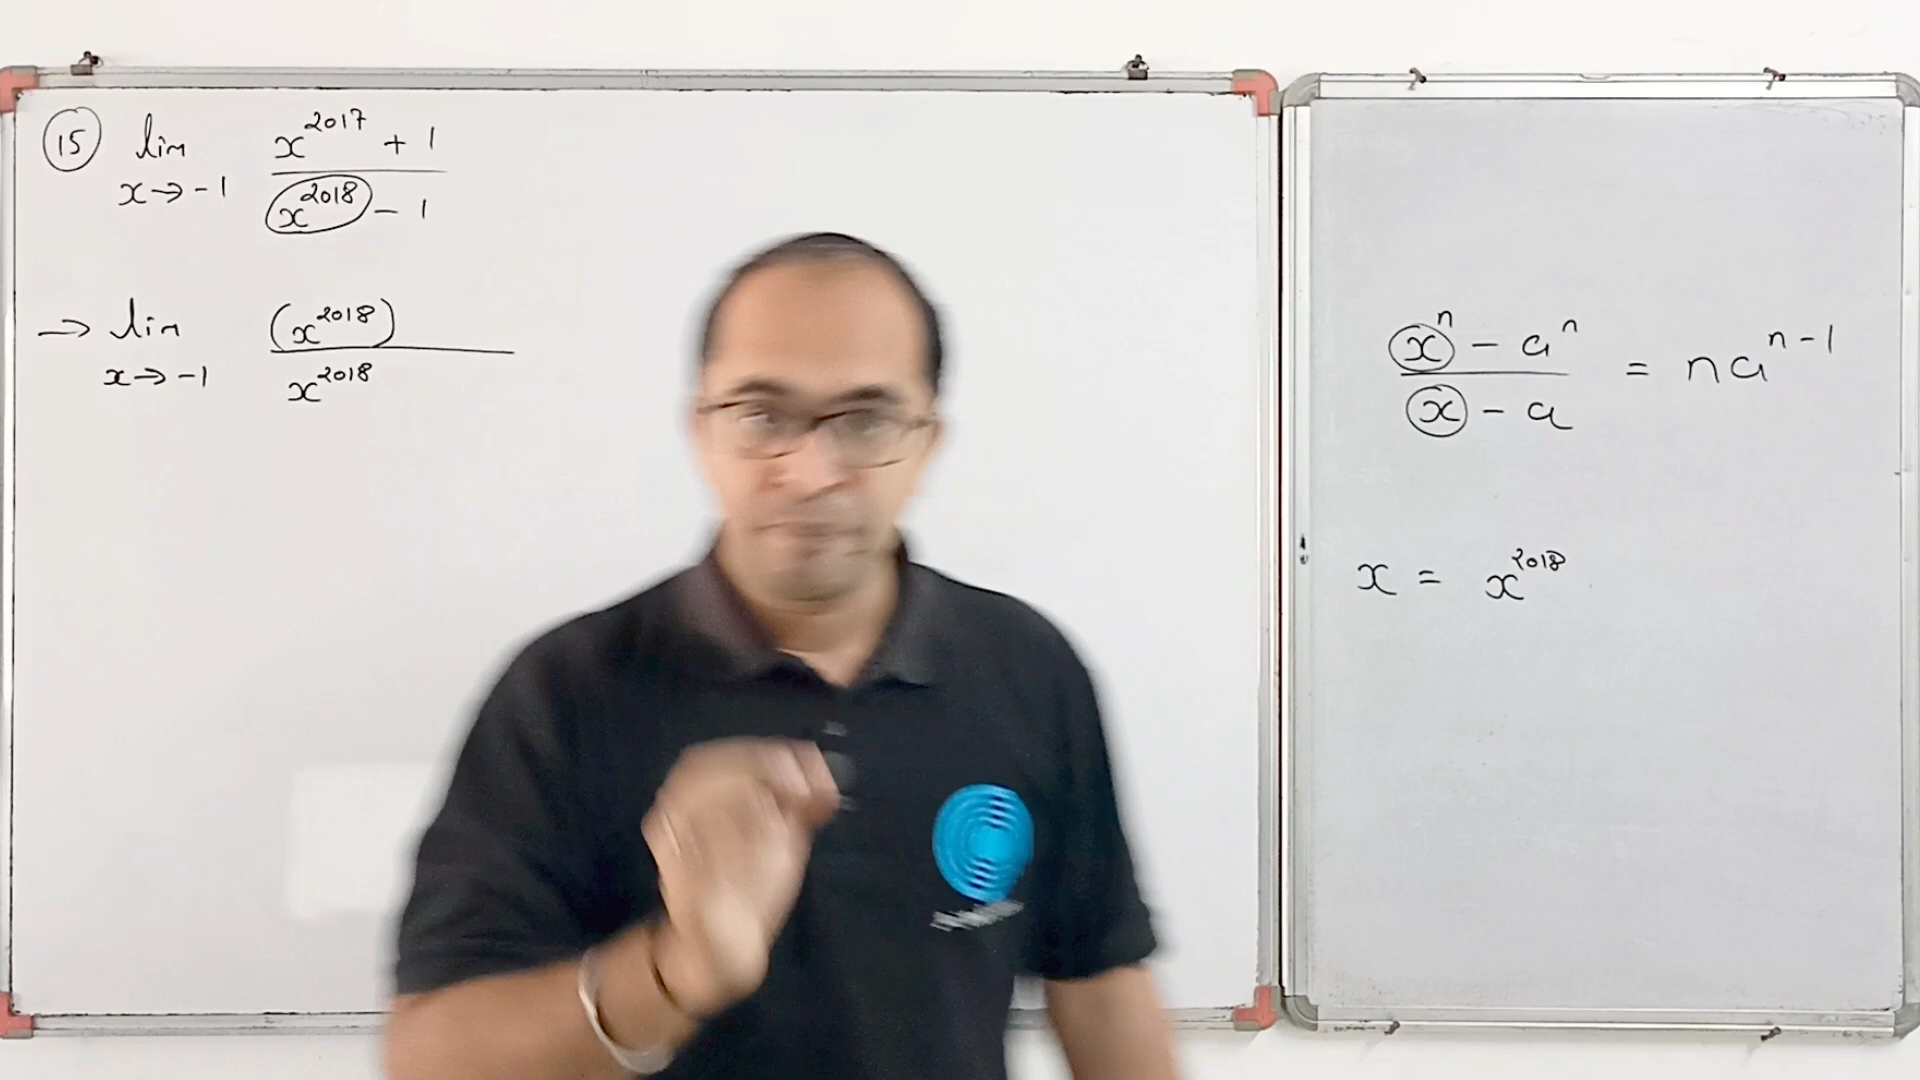 15 lim x→-1 (x^2017 + 1)/(x^2018 - 1)
→ lim x→-1 (x^2018)/x^2018
(x^n - a^n)/(x - a) = na^(n-1)
x = x^2018